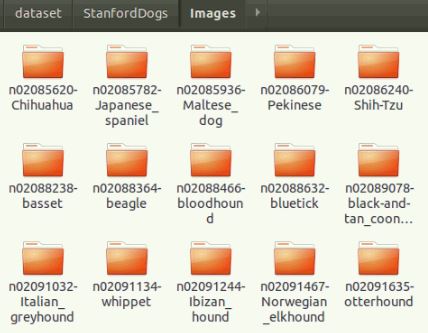 dataset StanfordDogs Images
n02085620-
Chihuahua
n02085782-
Japanese_
spaniel
n02085936-
Maltese_
dog
n02086079-
Pekinese
n02086240-
Shih-Tzu
n02088238-
basset
n02088364-
beagle
n02088466-
bloodhoun
d
n02088632-
bluetick
n02089078-
black-and-
tan_coon...
n02091032-
Italian_
greyhound
n02091134-
whippet
n02091244-
Ibizan_
hound
n02091467-
Norwegian
_elkhound
n02091635-
otterhound